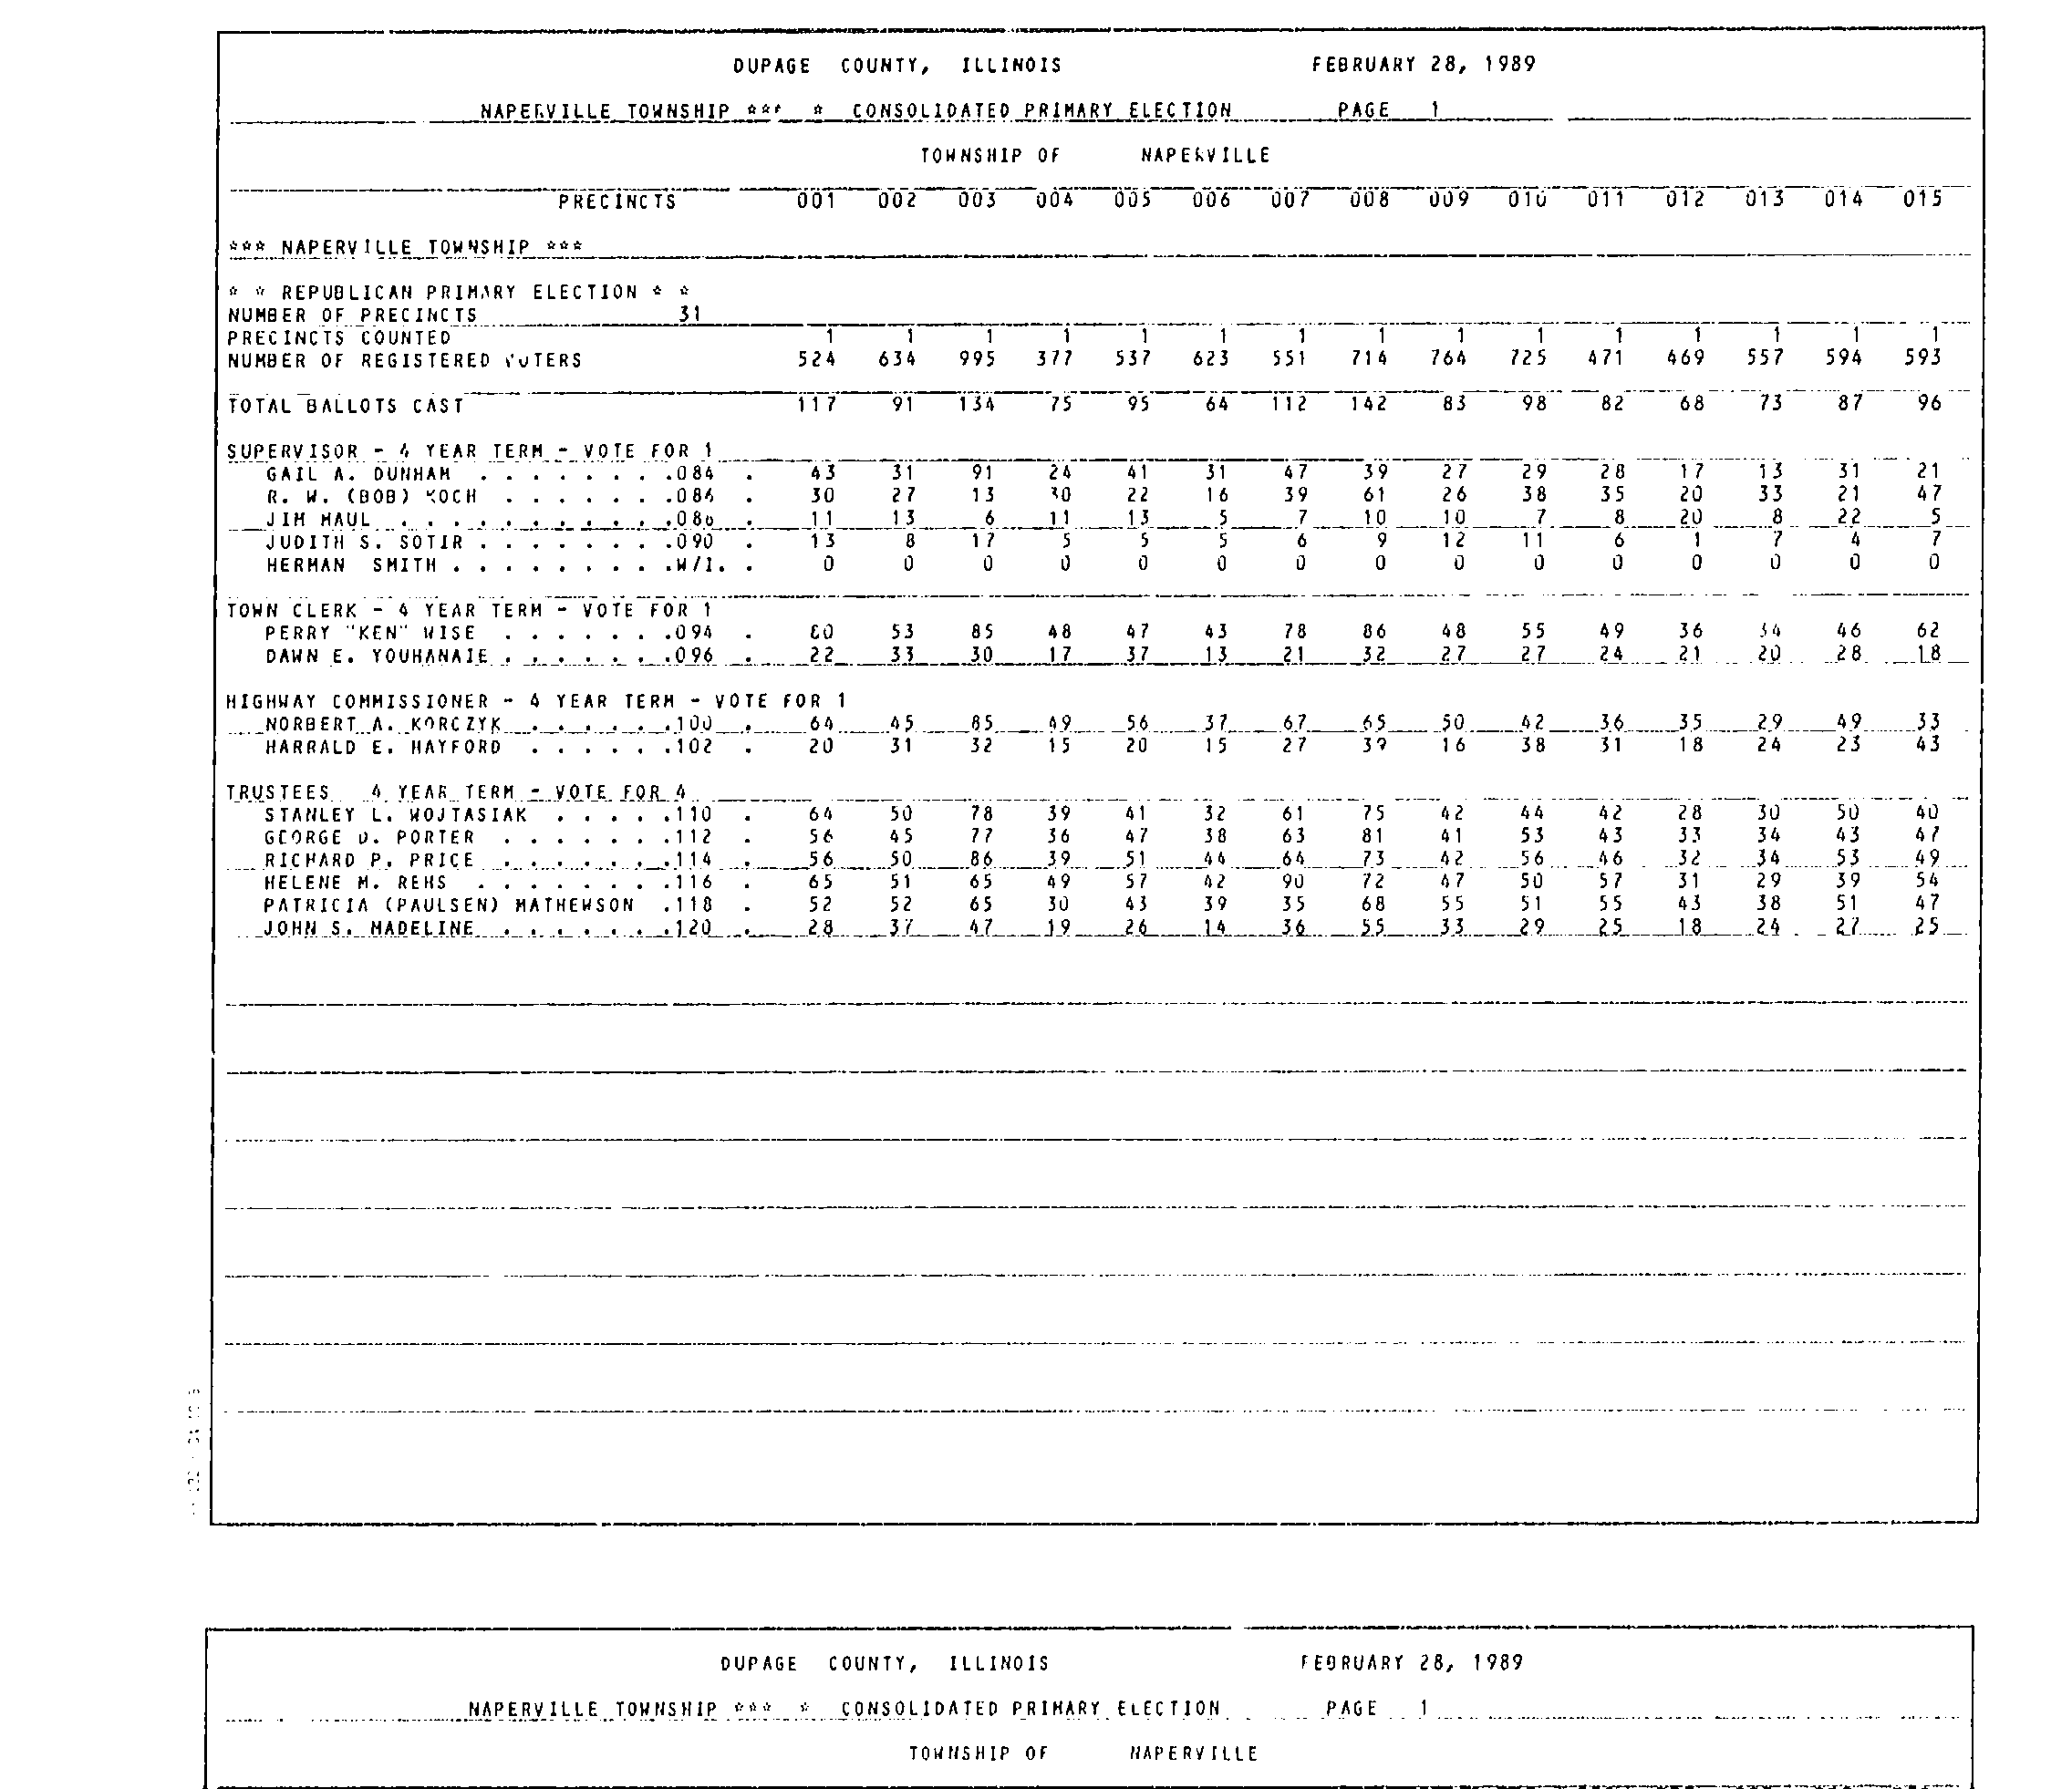 DUPAGE COUNTY, ILLINOIS FEBRUARY 28, 1989
NAPERVILLE TOWNSHIP *** * CONSOLIDATED PRIMARY ELECTION PAGE 1
TOWNSHIP OF NAPERVILLE
PRECINCTS 001 002 003 004 005 006 007 008 009 010 011 012 013 014 015
*** NAPERVILLE TOWNSHIP ***
* * REPUBLICAN PRIMARY ELECTION * *
NUMBER OF PRECINCTS 31
PRECINCTS COUNTED 1 1 1 1 1 1 1 1 1 1 1 1 1 1 1
NUMBER OF REGISTERED VOTERS 524 634 995 377 537 623 551 714 764 725 471 469 557 594 593
TOTAL BALLOTS CAST 117 91 134 75 95 64 112 142 83 98 82 68 73 87 96
SUPERVISOR - 4 YEAR TERM - VOTE FOR 1
GAIL A. DUNHAM . . . . . . . .084 . 43 31 91 24 41 31 47 39 27 29 28 17 13 31 21
R. W. (BOB) KOCH . . . . . . .086 . 30 27 13 30 22 16 39 61 26 38 35 20 33 21 47
JIM MAUL . . . . . . . . . . . . 11 13 6 11 13 5 7 10 10 7 8 20 8 22 5
JUDITH S. SOTIR . . . . . . . .090 . 13 8 17 5 5 5 6 9 12 11 6 1 7 4 7
HERMAN SMITH . . . . . . . . .W/I. . 0 0 0 0 0 0 0 0 0 0 0 0 0 0 0
TOWN CLERK - 4 YEAR TERM - VOTE FOR 1
PERRY "KEN" WISE . . . . . . .094 . 53 85 48 47 43 78 86 48 55 49 36 34 46 62
DAWN E. YOUHANAIE . . . . . . .096 . 22 33 30 17 37 13 21 32 27 27 24 21 20 28 18
HIGHWAY COMMISSIONER - 4 YEAR TERM - VOTE FOR 1
NORBERT A. KORCZYK . . . . . .100 . 64 45 85 49 56 37 67 65 50 42 36 35 29 49 33
HARRALD E. HAYFORD . . . . . .102 . 20 31 32 15 20 15 27 39 16 38 31 18 24 23 43
TRUSTEES 4 YEAR TERM - VOTE FOR 4
STANLEY L. WOJTASIAK . . . . .110 . 64 50 78 39 41 32 61 75 42 44 42 28 30 50 40
GEORGE D. PORTER . . . . . . .112 . 56 45 77 36 47 38 63 81 41 53 43 33 34 43 47
RICHARD P. PRICE . . . . . . .114 . 56 50 86 39 51 44 64 73 42 56 46 32 34 53 49
HELENE M. REHS . . . . . . . .116 . 65 51 65 49 57 42 90 72 47 50 57 31 29 39 54
PATRICIA (PAULSEN) MATHEWSON .118 . 52 52 65 30 43 39 35 68 55 51 55 43 38 51 47
JOHN S. MADELINE . . . . . . .120 . 28 37 47 19 26 14 36 55 33 29 25 18 24 27 25
DUPAGE COUNTY, ILLINOIS FEBRUARY 28, 1989
NAPERVILLE TOWNSHIP *** * CONSOLIDATED PRIMARY ELECTION PAGE 1
TOWNSHIP OF NAPERVILLE